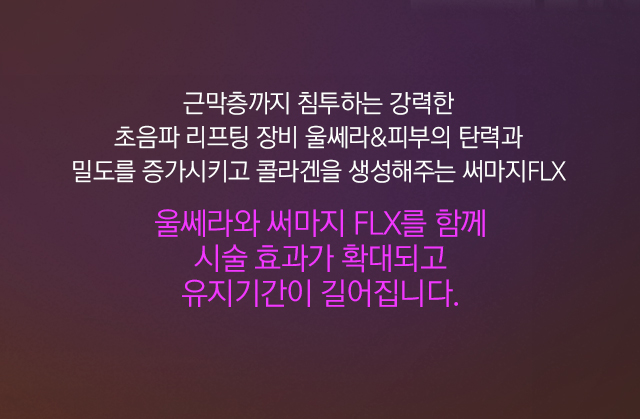 근막층까지 침투하는 강력한
초음파 리프팅 장비 울쎄라&피부의 탄력과
밀도를 증가시키고 콜라겐을 생성해주는 써마지FLX
울쎄라와 써마지 FLX를 함께
시술 효과가 확대되고
유지기간이 길어집니다.